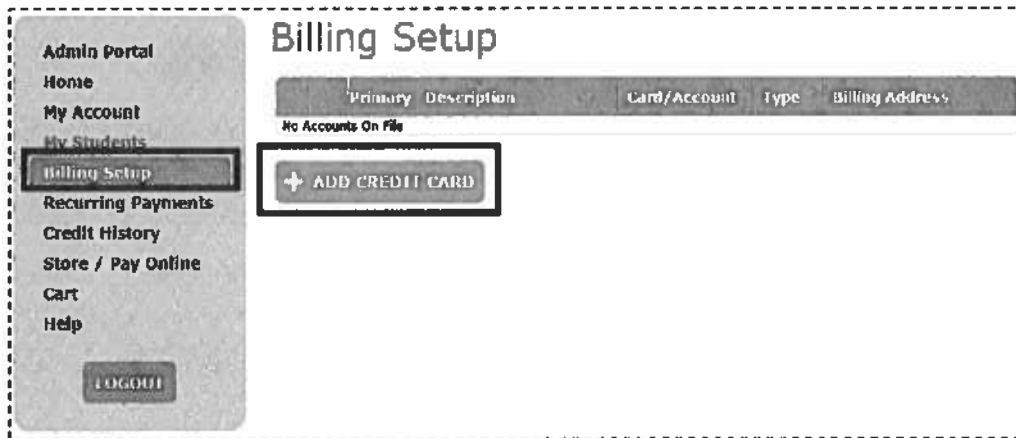 Admin Portal
Home
My Account
My Students
Billing Setup
Recurring Payments
Credit History
Store / Pay Online
Cart
Help
LOGOUT
Billing Setup
Primary Description Card/Account Type Billing Address
No Accounts On File
+ ADD CREDIT CARD